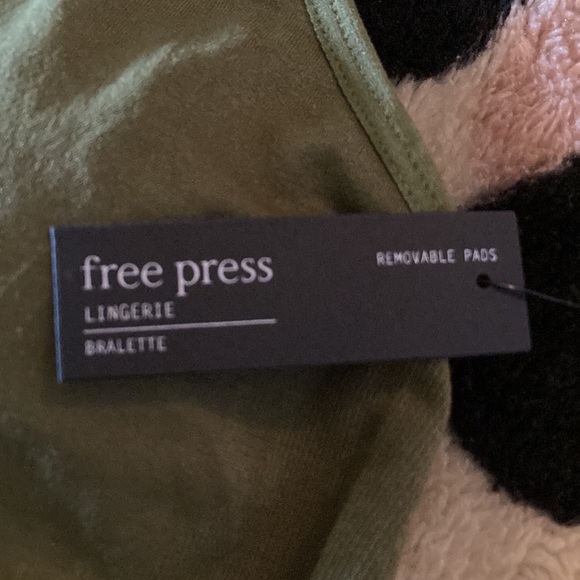 free press
REMOVABLE PADS
LINGERIE
BRALETTE